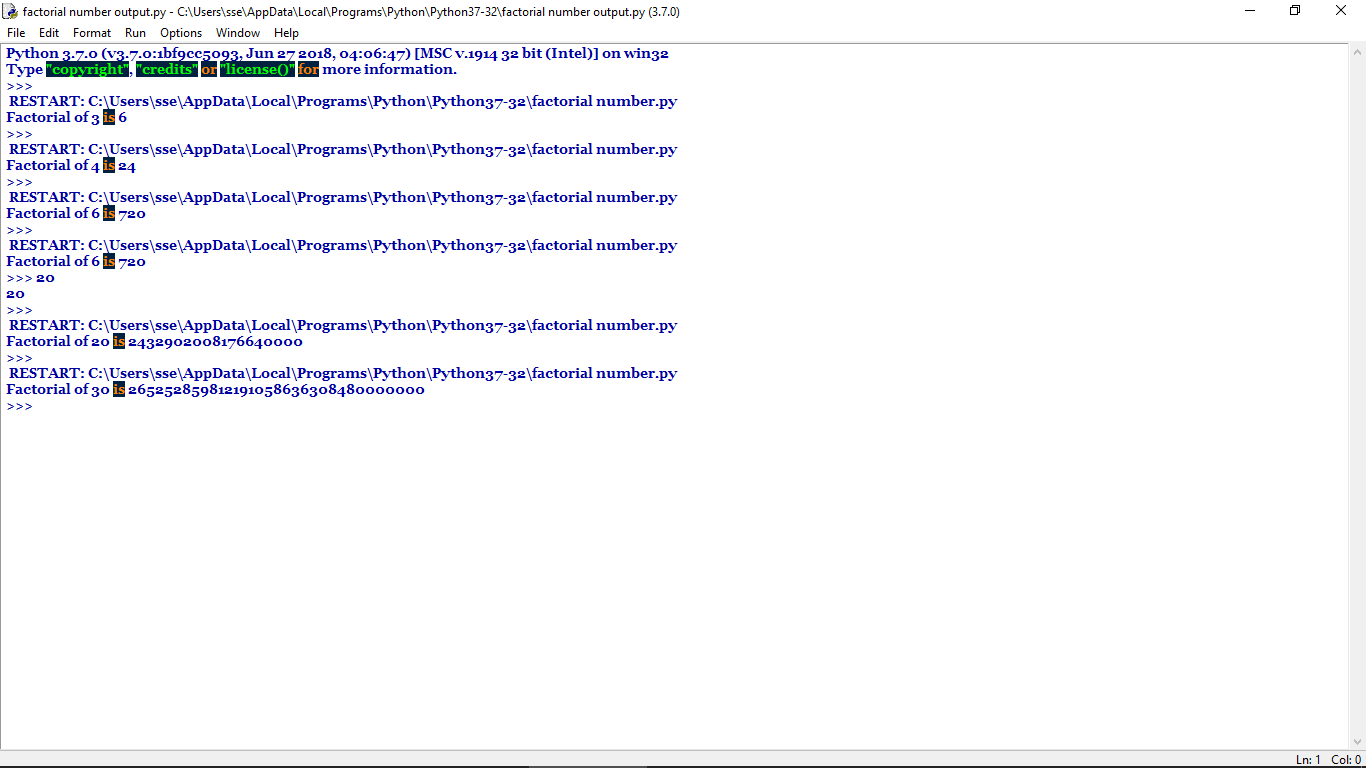 factorial number output.py - C:\Users\sse\AppData\Local\Programs\Python\Python37-32\factorial number output.py (3.7.0)
File Edit Format Run Options Window Help
Python 3.7.0 (v3.7.0:1bf9cc5093, Jun 27 2018, 04:06:47) [MSC v.1914 32 bit (Intel)] on win32
Type "copyright", "credits" or "license()" for more information.
>>>
RESTART: C:\Users\sse\AppData\Local\Programs\Python\Python37-32\factorial number.py
Factorial of 3 is 6
>>>
RESTART: C:\Users\sse\AppData\Local\Programs\Python\Python37-32\factorial number.py
Factorial of 4 is 24
>>>
RESTART: C:\Users\sse\AppData\Local\Programs\Python\Python37-32\factorial number.py
Factorial of 6 is 720
>>>
RESTART: C:\Users\sse\AppData\Local\Programs\Python\Python37-32\factorial number.py
Factorial of 6 is 720
>>> 20
20
>>>
RESTART: C:\Users\sse\AppData\Local\Programs\Python\Python37-32\factorial number.py
Factorial of 20 is 2432902008176640000
>>>
RESTART: C:\Users\sse\AppData\Local\Programs\Python\Python37-32\factorial number.py
Factorial of 30 is 265252859812191058636308480000000
>>>
Ln: 1 Col: 0